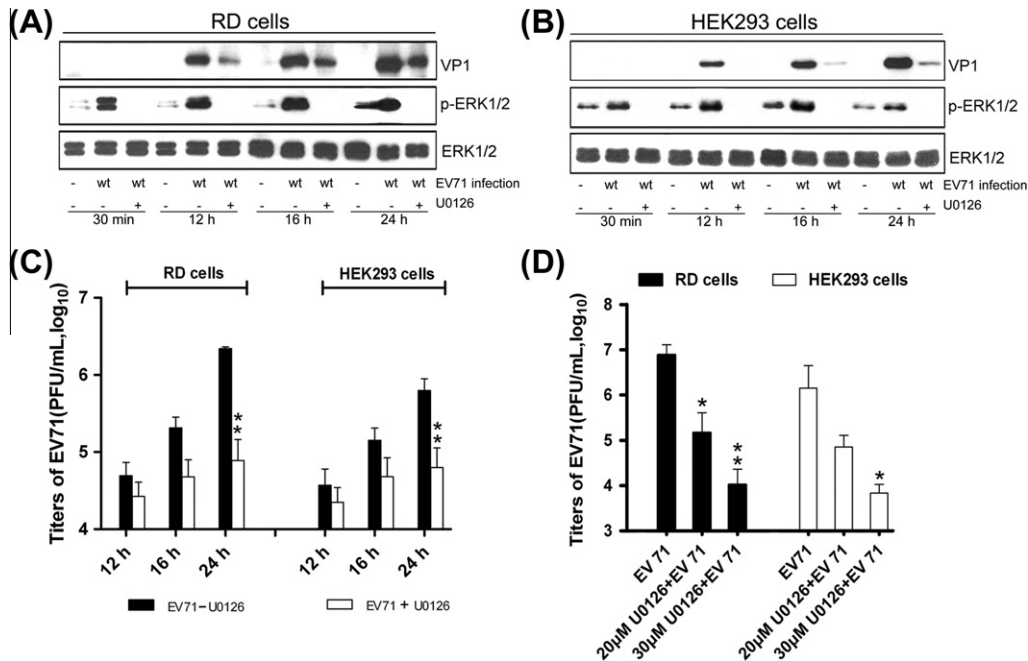 (A)
RD cells
VP1
p-ERK1/2
ERK1/2
- wt - - wt wt - wt wt - wt wt EV71 infection
- - + - - + - - + - - + U0126
30 min 12 h 16 h 24 h
(B)
HEK293 cells
VP1
p-ERK1/2
ERK1/2
- wt wt - wt wt - wt wt - wt wt EV71 infection
- - + - - + - - + - - + U0126
30 min 12 h 16 h 24 h
(C)
RD cells HEK293 cells
Titers of EV71(PFU/mL,log10)
7
6
5
4
** **
12 h 16 h 24 h 12 h 16 h 24 h
EV71-U0126 EV71 + U0126
(D)
RD cells HEK293 cells
Titers of EV71(PFU/mL,log10)
8
7
6
5
4
3
* ** *
EV 71
20µM U0126+EV 71
30µM U0126+EV 71
EV71
20µM U0126+EV 71
30µM U0126+EV 71